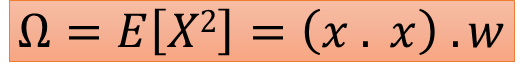 Ω = E[X²] = (x . x) . w